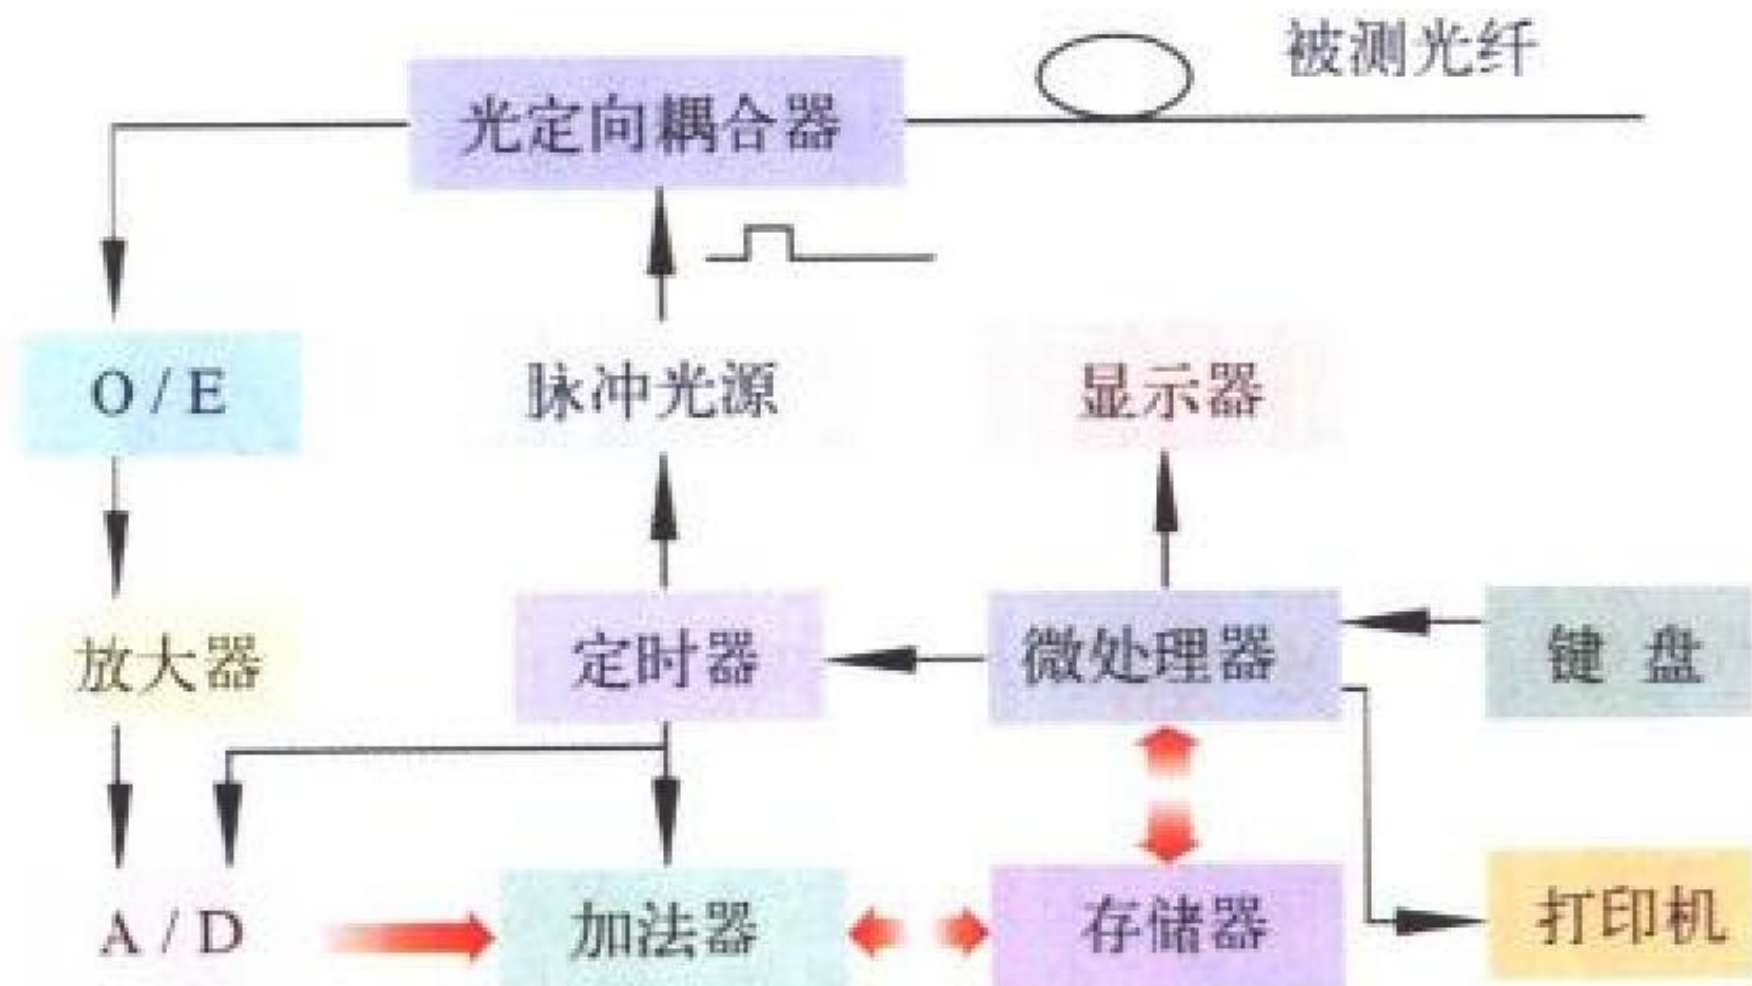 被测光纤
光定向耦合器
O / E
脉冲光源
显示器
放大器
定时器
微处理器
键 盘
A / D
加法器
存储器
打印机